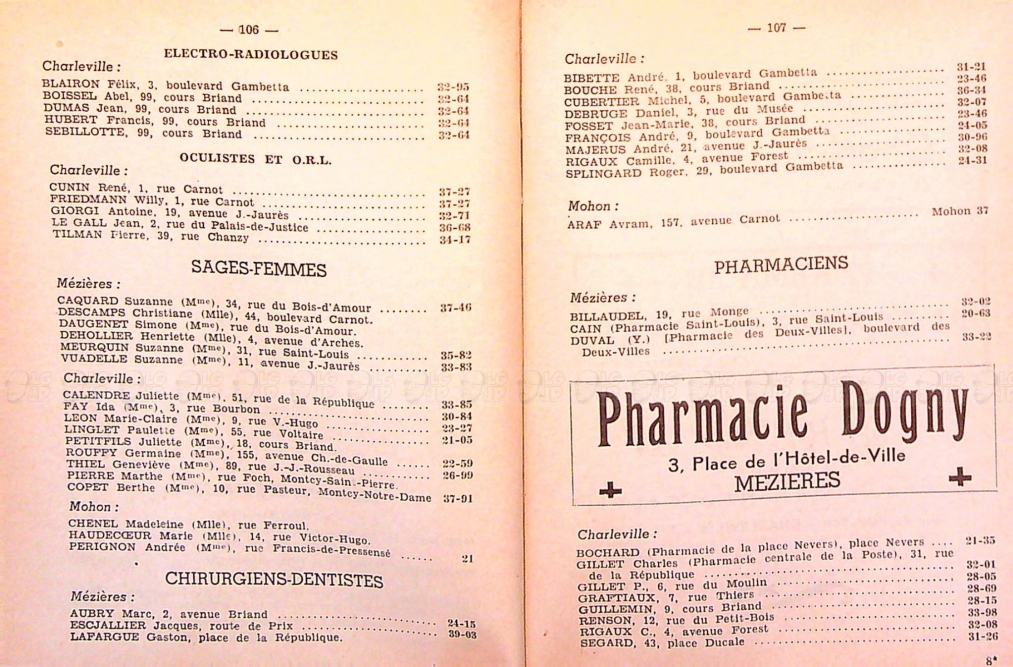 — 106 —
ELECTRO-RADIOLOGUES
Charleville :
BLAIRON Félix, 3, boulevard Gambetta .................... 32-95
BOISSEL Abel, 99, cours Briand .................... 32-64
DUMAS Jean, 99, cours Briand .................... 32-64
HUBERT Francis, 99, cours Briand .................... 32-64
SEBILLOTTE, 99, cours Briand .................... 32-64
OCULISTES ET O.R.L.
Charleville :
CUNIN René, 1, rue Carnot .................... 37-27
FRIEDMANN Willy, 1, rue Carnot .................... 37-27
GIORGI Antoine, 19, avenue J.-Jaurès .................... 32-71
LE GALL Jean, 2, rue du Palais-de-Justice .................... 36-68
TILMAN Pierre, 39, rue Chanzy .................... 34-17
SAGES-FEMMES
Mézières :
CAQUARD Suzanne (Mme), 34, rue du Bois-d'Amour ........ 37-46
DESCAMPS Christiane (Mlle), 44, boulevard Carnot.
DAUGENET Simone (Mme), rue du Bois-d'Amour.
DEHOLLIER Henriette (Mlle), 4, avenue d'Arches.
MEURQUIN Suzanne (Mme), 31, rue Saint-Louis .......... 35-82
VUADELLE Suzanne (Mme), 11, avenue J.-Jaurès .......... 33-83
Charleville :
CALENDRE Juliette (Mme), 51, rue de la République ........ 33-85
FAY Ida (Mme), 3, rue Bourbon .................... 30-84
LEON Marie-Claire (Mme), 9, rue V.-Hugo .................... 23-27
LINGLET Paulette (Mme), 55, rue Voltaire .................... 21-05
PETITFILS Juliette (Mme), 18, cours Briand.
ROUFFY Germaine (Mme), 155, avenue Ch.-de-Gaulle ...... 22-59
THIEL Geneviève (Mme), 89, rue J.-J.-Rousseau .......... 26-99
PIERRE Marthe (Mme), rue Foch, Montcy-Saint-Pierre.
COPET Berthe (Mme), 10, rue Pasteur, Montcy-Notre-Dame 37-91
Mohon :
CHENEL Madeleine (Mlle), rue Ferroul.
HAUDECŒUR Marie (Mlle), 14, rue Victor-Hugo.
PERIGNON Andrée (Mme), rue Francis-de-Pressensé ...... 21
CHIRURGIENS-DENTISTES
Mézières :
AUBRY Marc, 2, avenue Briand ....................
ESCJALLIER Jacques, route de Prix .................... 24-15
LAFARGUE Gaston, place de la République. 39-03
— 107 —
Charleville :
BIBETTE André, 1, boulevard Gambetta .................... 31-21
BOUCHE René, 38, cours Briand .................... 23-46
CUBERTIER Michel, 5, boulevard Gambetta .................... 36-34
DEBRUGE Daniel, 3, rue du Musée .................... 32-07
FOSSET Jean-Marie, 38, cours Briand .................... 23-46
FRANÇOIS André, 9, boulevard Gambetta .................... 24-05
MAJERUS André, 21, avenue J.-Jaurès .................... 30-96
RIGAUX Camille, 4, avenue Forest .................... 32-08
SPLINGARD Roger, 29, boulevard Gambetta .................... 24-31
Mohon :
ARAF Avram, 157, avenue Carnot .................... Mohon 37
PHARMACIENS
Mézières :
BILLAUDEL, 19, rue Monge .................... 32-02
CAIN (Pharmacie Saint-Louis), 3, rue Saint-Louis .......... 20-63
DUVAL (Y.) [Pharmacie des Deux-Villes], boulevard des
Deux-Villes .................... 33-22
Pharmacie Dogny
3, Place de l'Hôtel-de-Ville
MEZIERES
Charleville :
BOCHARD (Pharmacie de la place Nevers), place Nevers .... 21-35
GILLET Charles (Pharmacie centrale de la Poste), 31, rue
de la République .................... 32-01
GILLET P., 6, rue du Moulin .................... 28-05
GRAFTIAUX, 7, rue Thiers .................... 28-69
GUILLEMIN, 9, cours Briand .................... 28-15
RENSON, 12, rue du Petit-Bois .................... 33-98
RIGAUX C., 4, avenue Forest .................... 32-08
SEGARD, 43, place Ducale .................... 31-26
8*